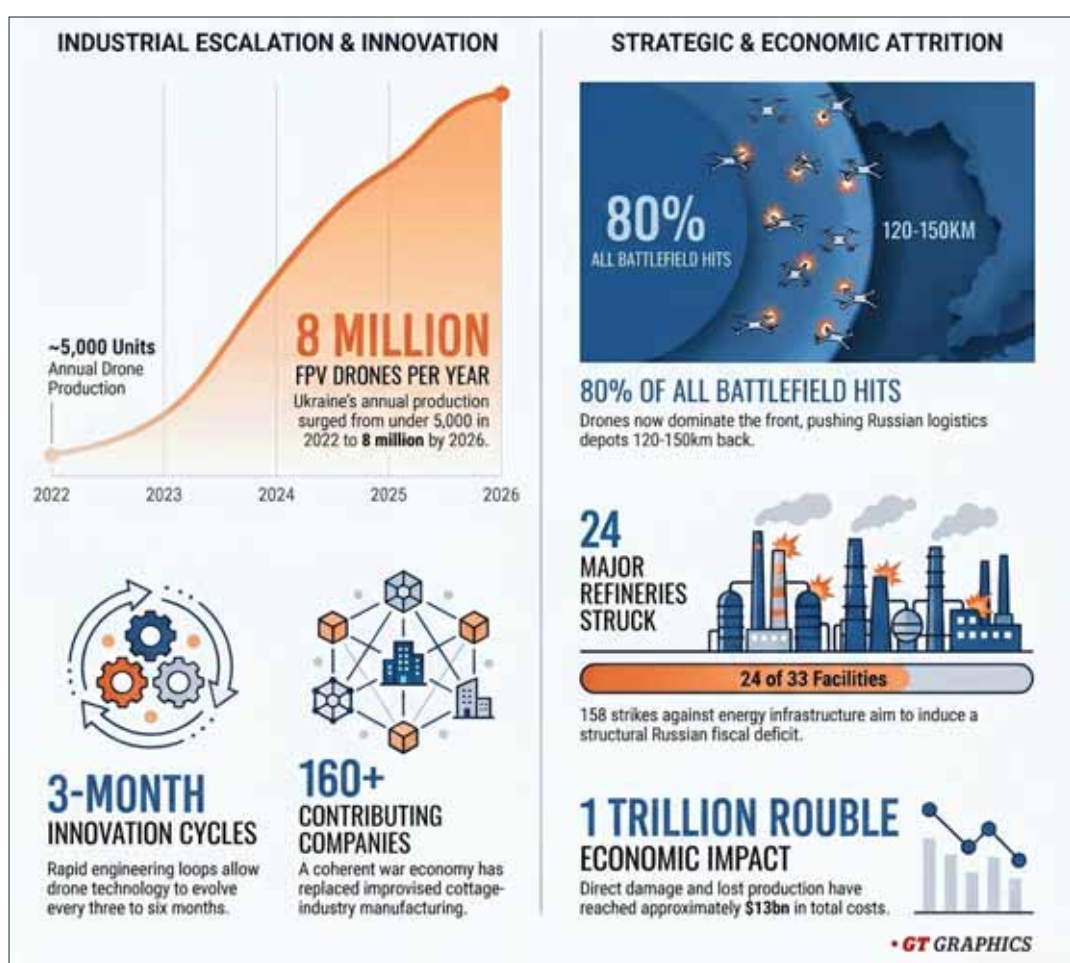 INDUSTRIAL ESCALATION & INNOVATION
~5,000 Units
Annual Drone
Production
8 MILLION
FPV DRONES PER YEAR
Ukraine's annual production
surged from under 5,000 in
2022 to 8 million by 2026.
2022 2023 2024 2025 2026
3-MONTH
INNOVATION CYCLES
Rapid engineering loops allow
drone technology to evolve
every three to six months.
160+
CONTRIBUTING
COMPANIES
A coherent war economy has
replaced improvised cottage-
industry manufacturing.
STRATEGIC & ECONOMIC ATTRITION
80%
ALL BATTLEFIELD HITS
120-150KM
80% OF ALL BATTLEFIELD HITS
Drones now dominate the front, pushing Russian logistics
depots 120-150km back.
24
MAJOR
REFINERIES
STRUCK
24 of 33 Facilities
158 strikes against energy infrastructure aim to induce a
structural Russian fiscal deficit.
1 TRILLION ROUBLE
ECONOMIC IMPACT
Direct damage and lost production have
reached approximately $13bn in total costs.
• GT GRAPHICS